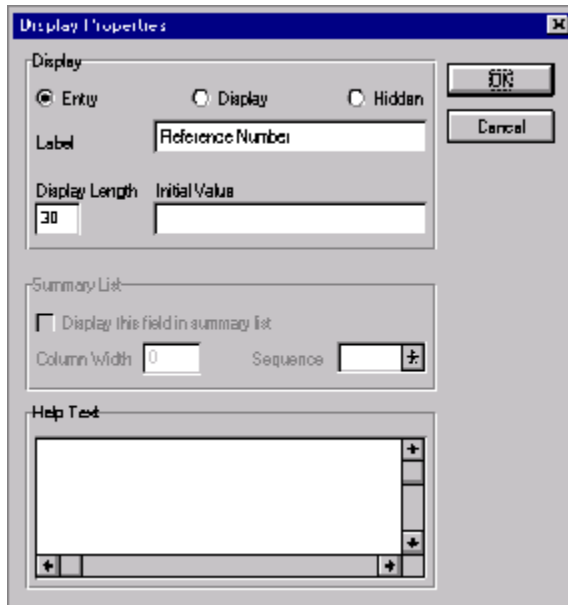 Display Properties
Display
Entry Display Hidden
OK
Cancel
Label Reference Number
Display Length Initial Value
30
Summary List
Display this field in summary list
Column Width 0 Sequence
Help Text